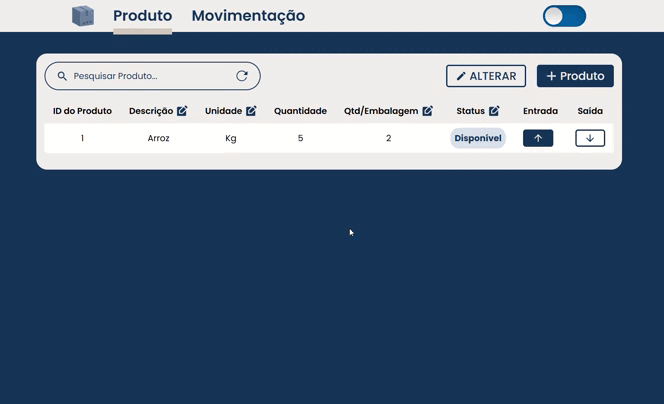 Produto Movimentação
Pesquisar Produto... ALTERAR + Produto
ID do Produto Descrição Unidade Quantidade Qtd/Embalagem Status Entrada Saída
1 Arroz Kg 5 2 Disponível